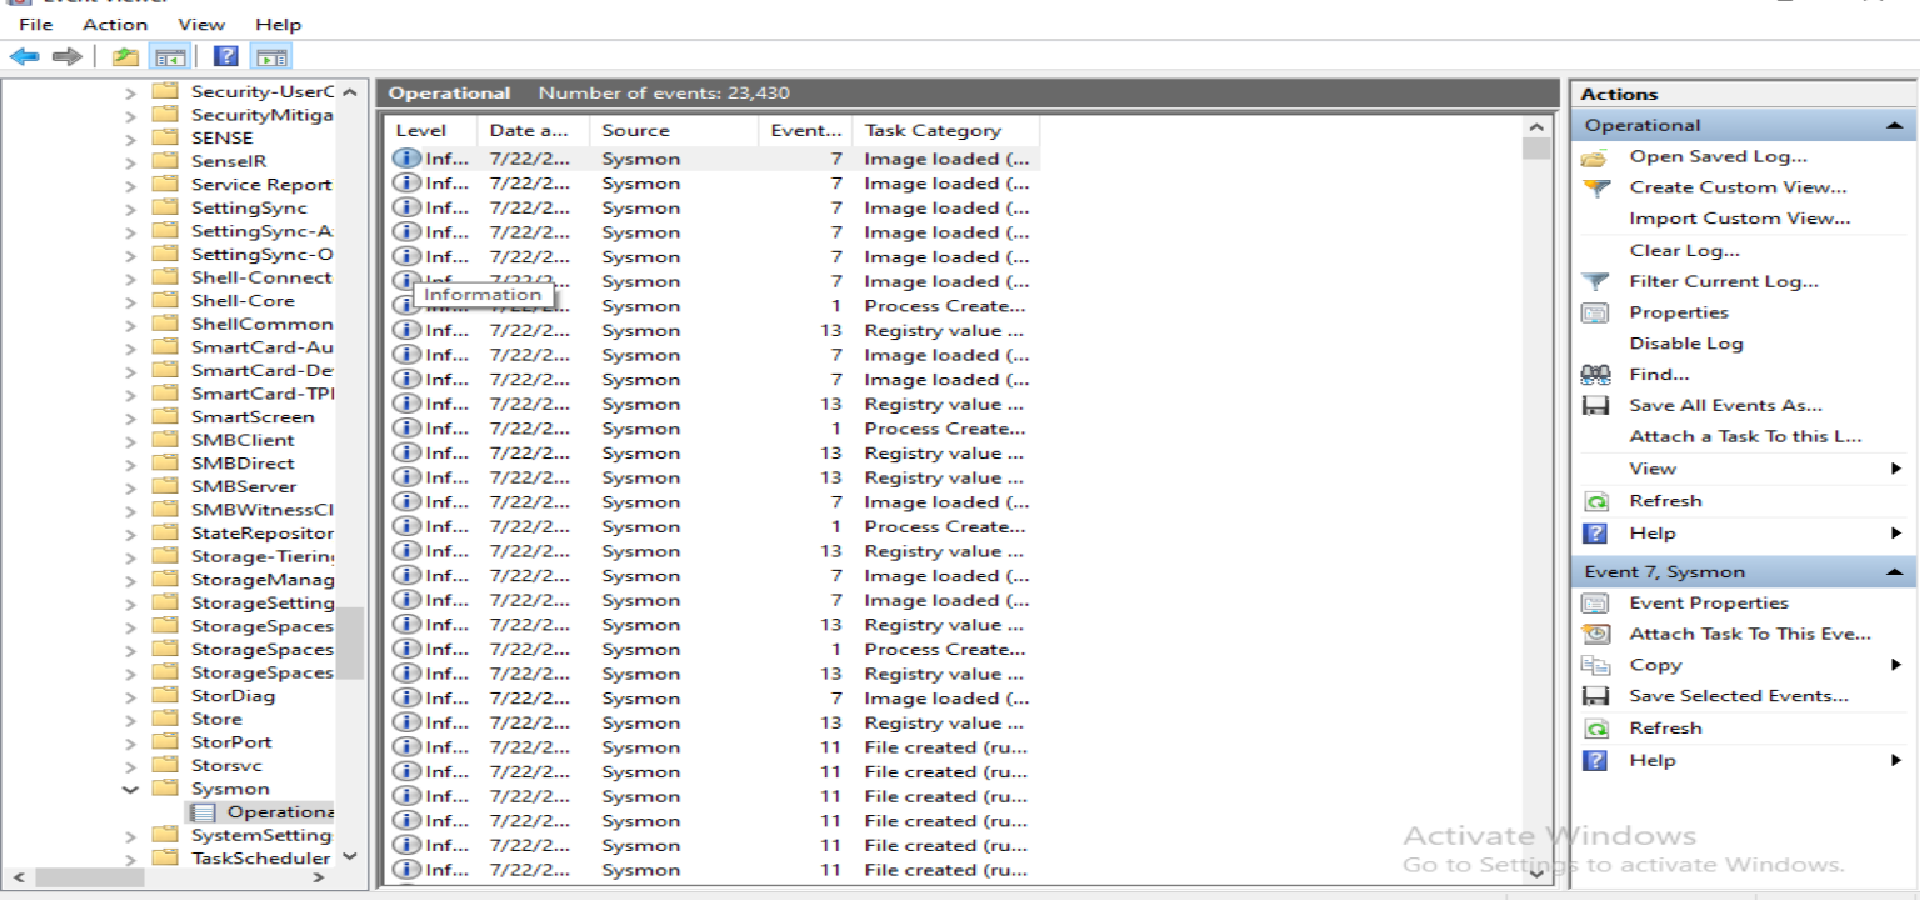 File Action View Help
Security-UserC
SecurityMitiga
SENSE
SenseIR
Service Report
SettingSync
SettingSync-A
SettingSync-O
Shell-Connect
Shell-Core
ShellCommon
SmartCard-Au
SmartCard-De
SmartCard-TPI
SmartScreen
SMBClient
SMBDirect
SMBServer
SMBWitnessCl
StateRepositor
Storage-Tiering
StorageManag
StorageSetting
StorageSpaces
StorageSpaces
StorageSpaces
StorDiag
Store
StorPort
Storsvc
Sysmon
Operationa
SystemSetting
TaskScheduler
Operational Number of events: 23,430
Level Date a... Source Event... Task Category
Inf... 7/22/2... Sysmon 7 Image loaded (...
Inf... 7/22/2... Sysmon 7 Image loaded (...
Inf... 7/22/2... Sysmon 7 Image loaded (...
Inf... 7/22/2... Sysmon 7 Image loaded (...
Inf... 7/22/2... Sysmon 7 Image loaded (...
Inf... 7/22/2... Sysmon 7 Image loaded (...
Information
Sysmon 1 Process Create...
Inf... 7/22/2... Sysmon 13 Registry value ...
Inf... 7/22/2... Sysmon 7 Image loaded (...
Inf... 7/22/2... Sysmon 7 Image loaded (...
Inf... 7/22/2... Sysmon 13 Registry value ...
Inf... 7/22/2... Sysmon 1 Process Create...
Inf... 7/22/2... Sysmon 13 Registry value ...
Inf... 7/22/2... Sysmon 13 Registry value ...
Inf... 7/22/2... Sysmon 7 Image loaded (...
Inf... 7/22/2... Sysmon 1 Process Create...
Inf... 7/22/2... Sysmon 13 Registry value ...
Inf... 7/22/2... Sysmon 7 Image loaded (...
Inf... 7/22/2... Sysmon 7 Image loaded (...
Inf... 7/22/2... Sysmon 13 Registry value ...
Inf... 7/22/2... Sysmon 1 Process Create...
Inf... 7/22/2... Sysmon 13 Registry value ...
Inf... 7/22/2... Sysmon 7 Image loaded (...
Inf... 7/22/2... Sysmon 13 Registry value ...
Inf... 7/22/2... Sysmon 11 File created (ru...
Inf... 7/22/2... Sysmon 11 File created (ru...
Inf... 7/22/2... Sysmon 11 File created (ru...
Inf... 7/22/2... Sysmon 11 File created (ru...
Inf... 7/22/2... Sysmon 11 File created (ru...
Inf... 7/22/2... Sysmon 11 File created (ru...
Actions
Operational
Open Saved Log...
Create Custom View...
Import Custom View...
Clear Log...
Filter Current Log...
Properties
Disable Log
Find...
Save All Events As...
Attach a Task To this L...
View
Refresh
Help
Event 7, Sysmon
Event Properties
Attach Task To This Eve...
Copy
Save Selected Events...
Refresh
Help
Activate Windows
Go to Settings to activate Windows.